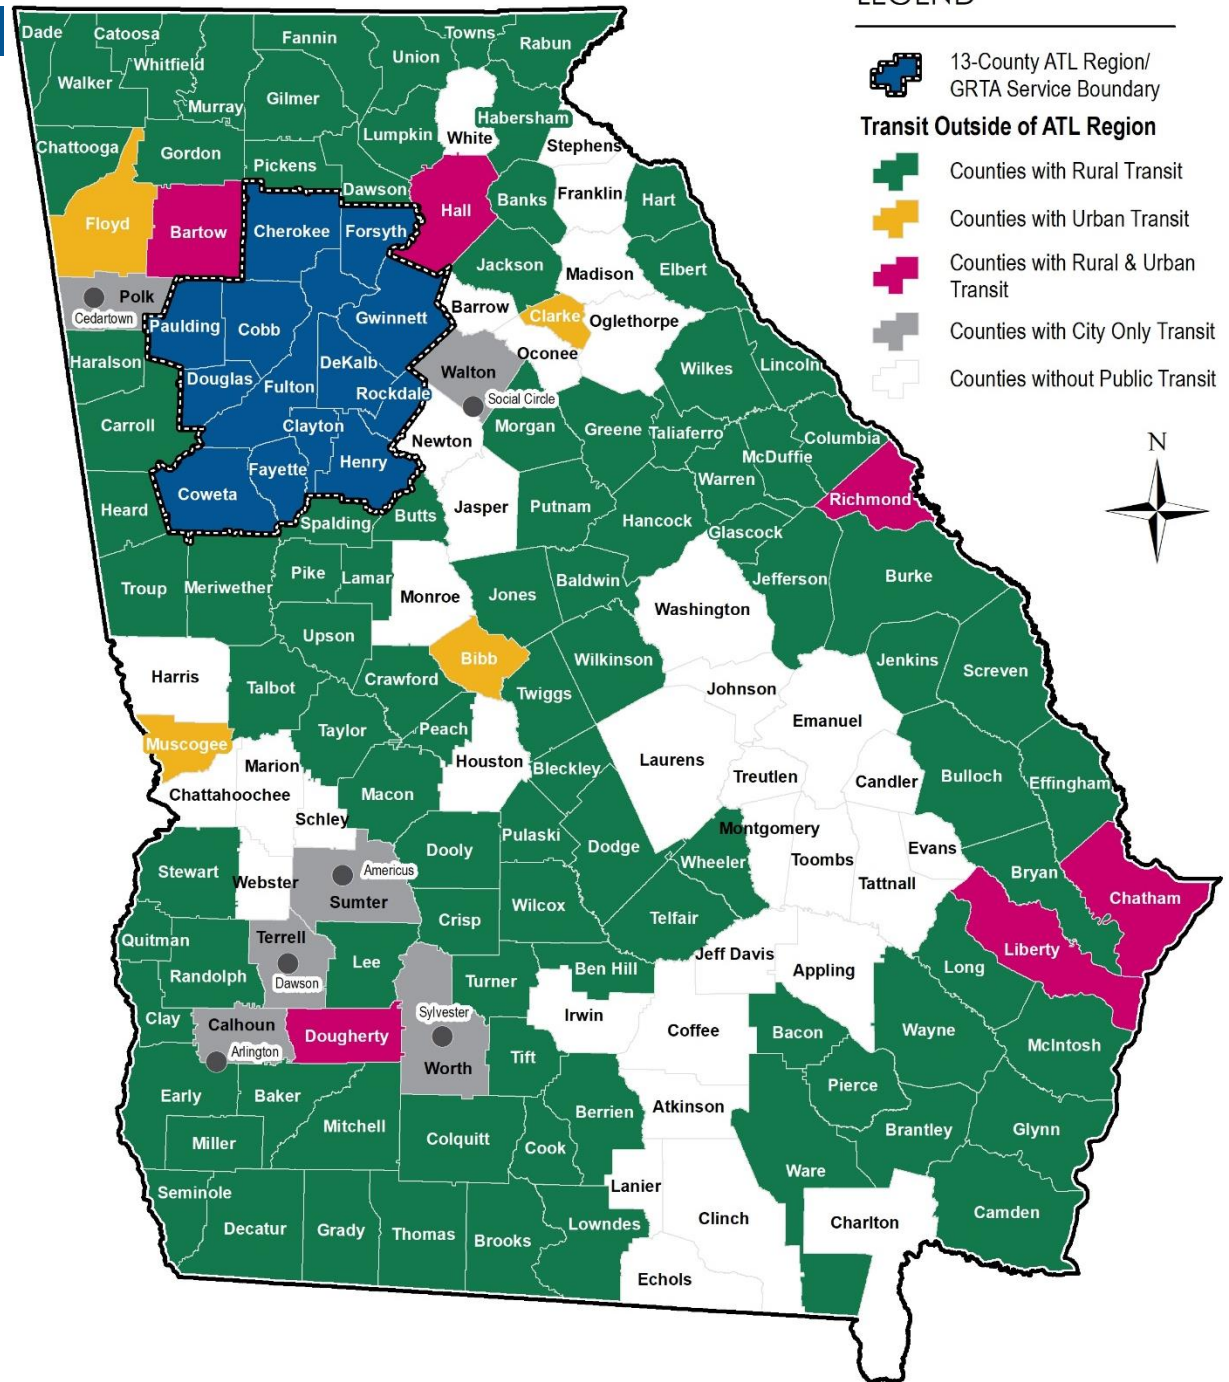 LEGEND
13-County ATL Region/
GRTA Service Boundary
Transit Outside of ATL Region
Counties with Rural Transit
Counties with Urban Transit
Counties with Rural & Urban
Transit
Counties with City Only Transit
Counties without Public Transit
N
Dade
Catoosa
Fannin
Towns
Rabun
Union
Whitfield
Walker
Murray
Gilmer
Habersham
Lumpkin
White
Stephens
Chattooga
Gordon
Pickens
Dawson
Franklin
Banks
Hart
Hall
Floyd
Bartow
Cherokee
Forsyth
Jackson
Madison
Elbert
Polk
Cedartown
Barrow
Clarke
Oglethorpe
Gwinnett
Paulding
Cobb
Oconee
DeKalb
Haralson
Walton
Wilkes
Lincoln
Douglas
Fulton
Rockdale
Social Circle
Carroll
Clayton
Morgan
Greene
Taliaferro
Columbia
Newton
McDuffie
Henry
Fayette
Warren
Coweta
Richmond
Heard
Jasper
Putnam
Butts
Spalding
Hancock
Glascock
Troup
Meriwether
Pike
Lamar
Monroe
Jones
Baldwin
Jefferson
Burke
Washington
Upson
Bibb
Wilkinson
Jenkins
Screven
Harris
Talbot
Crawford
Twiggs
Johnson
Emanuel
Taylor
Peach
Muscogee
Houston
Bleckley
Laurens
Marion
Treutlen
Candler
Bulloch
Effingham
Chattahoochee
Macon
Schley
Montgomery
Pulaski
Dooly
Dodge
Toombs
Evans
Wheeler
Stewart
Americus
Bryan
Webster
Tattnall
Sumter
Chatham
Wilcox
Crisp
Telfair
Quitman
Terrell
Liberty
Jeff Davis
Lee
Randolph
Ben Hill
Appling
Long
Dawson
Turner
Sylvester
Irwin
Clay
Calhoun
Dougherty
Coffee
Bacon
Wayne
McIntosh
Arlington
Tift
Worth
Pierce
Early
Baker
Atkinson
Berrien
Mitchell
Brantley
Glynn
Miller
Colquitt
Cook
Ware
Lanier
Seminole
Camden
Clinch
Charlton
Decatur
Grady
Thomas
Brooks
Lowndes
Echols